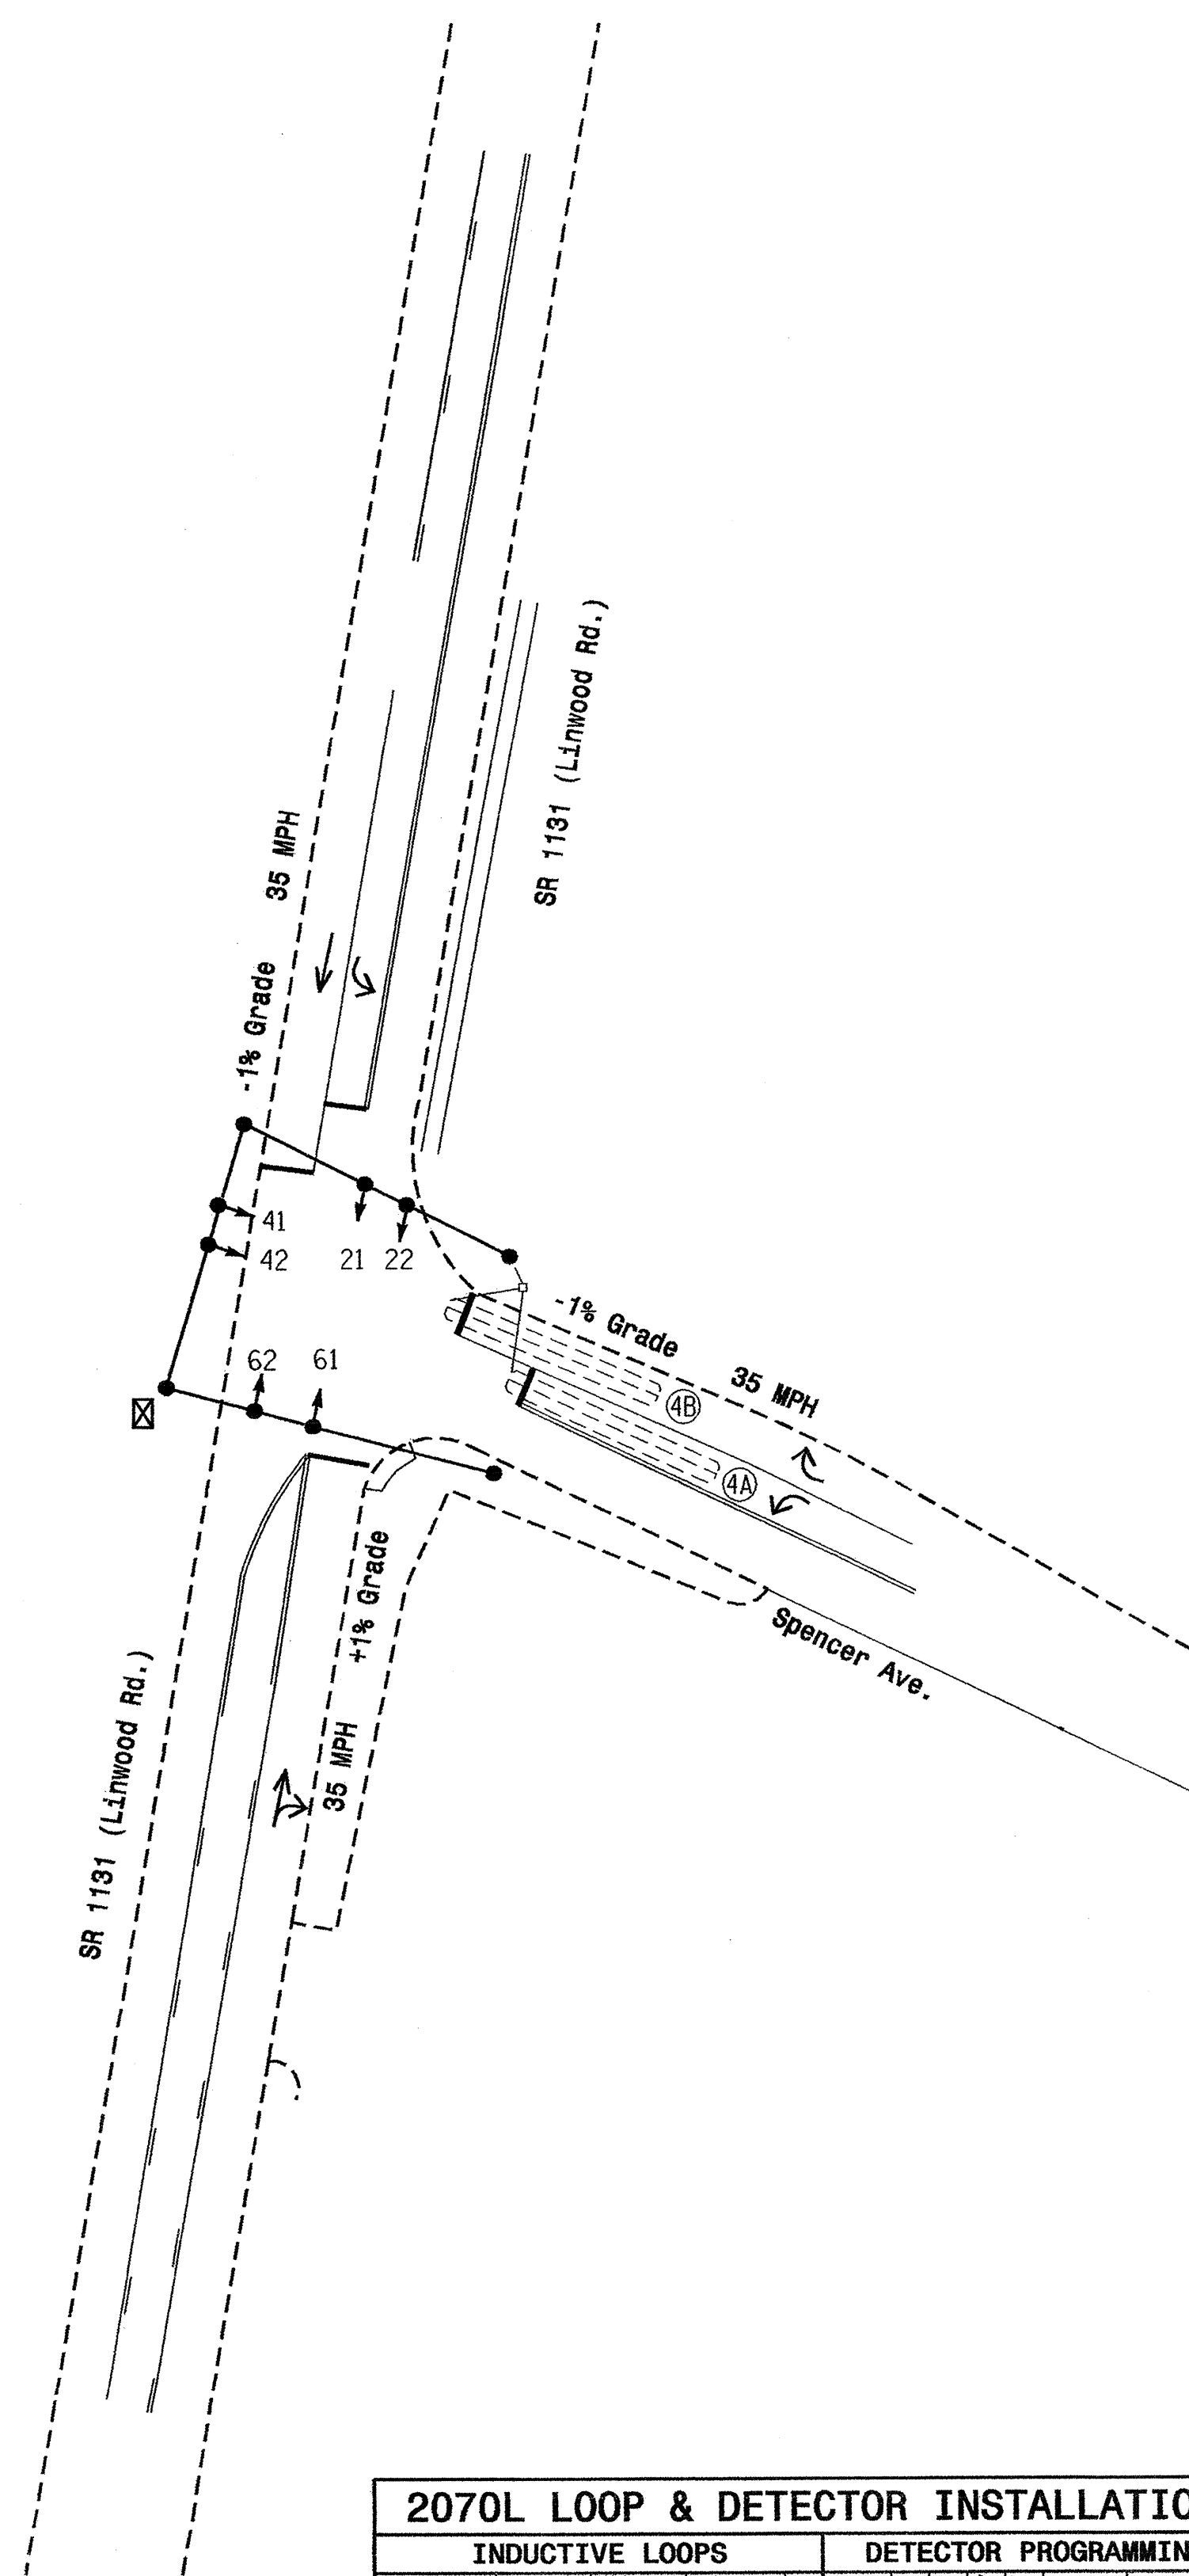 SR 1131 (Linwood Rd.)
35 MPH
-1% Grade
41
42
21 22
-1% Grade 35 MPH
62 61
4B
4A
+1% Grade
35 MPH
Spencer Ave.
SR 1131 (Linwood Rd.)
2070L LOOP & DETECTOR INSTALLATIO
INDUCTIVE LOOPS DETECTOR PROGRAMMIN